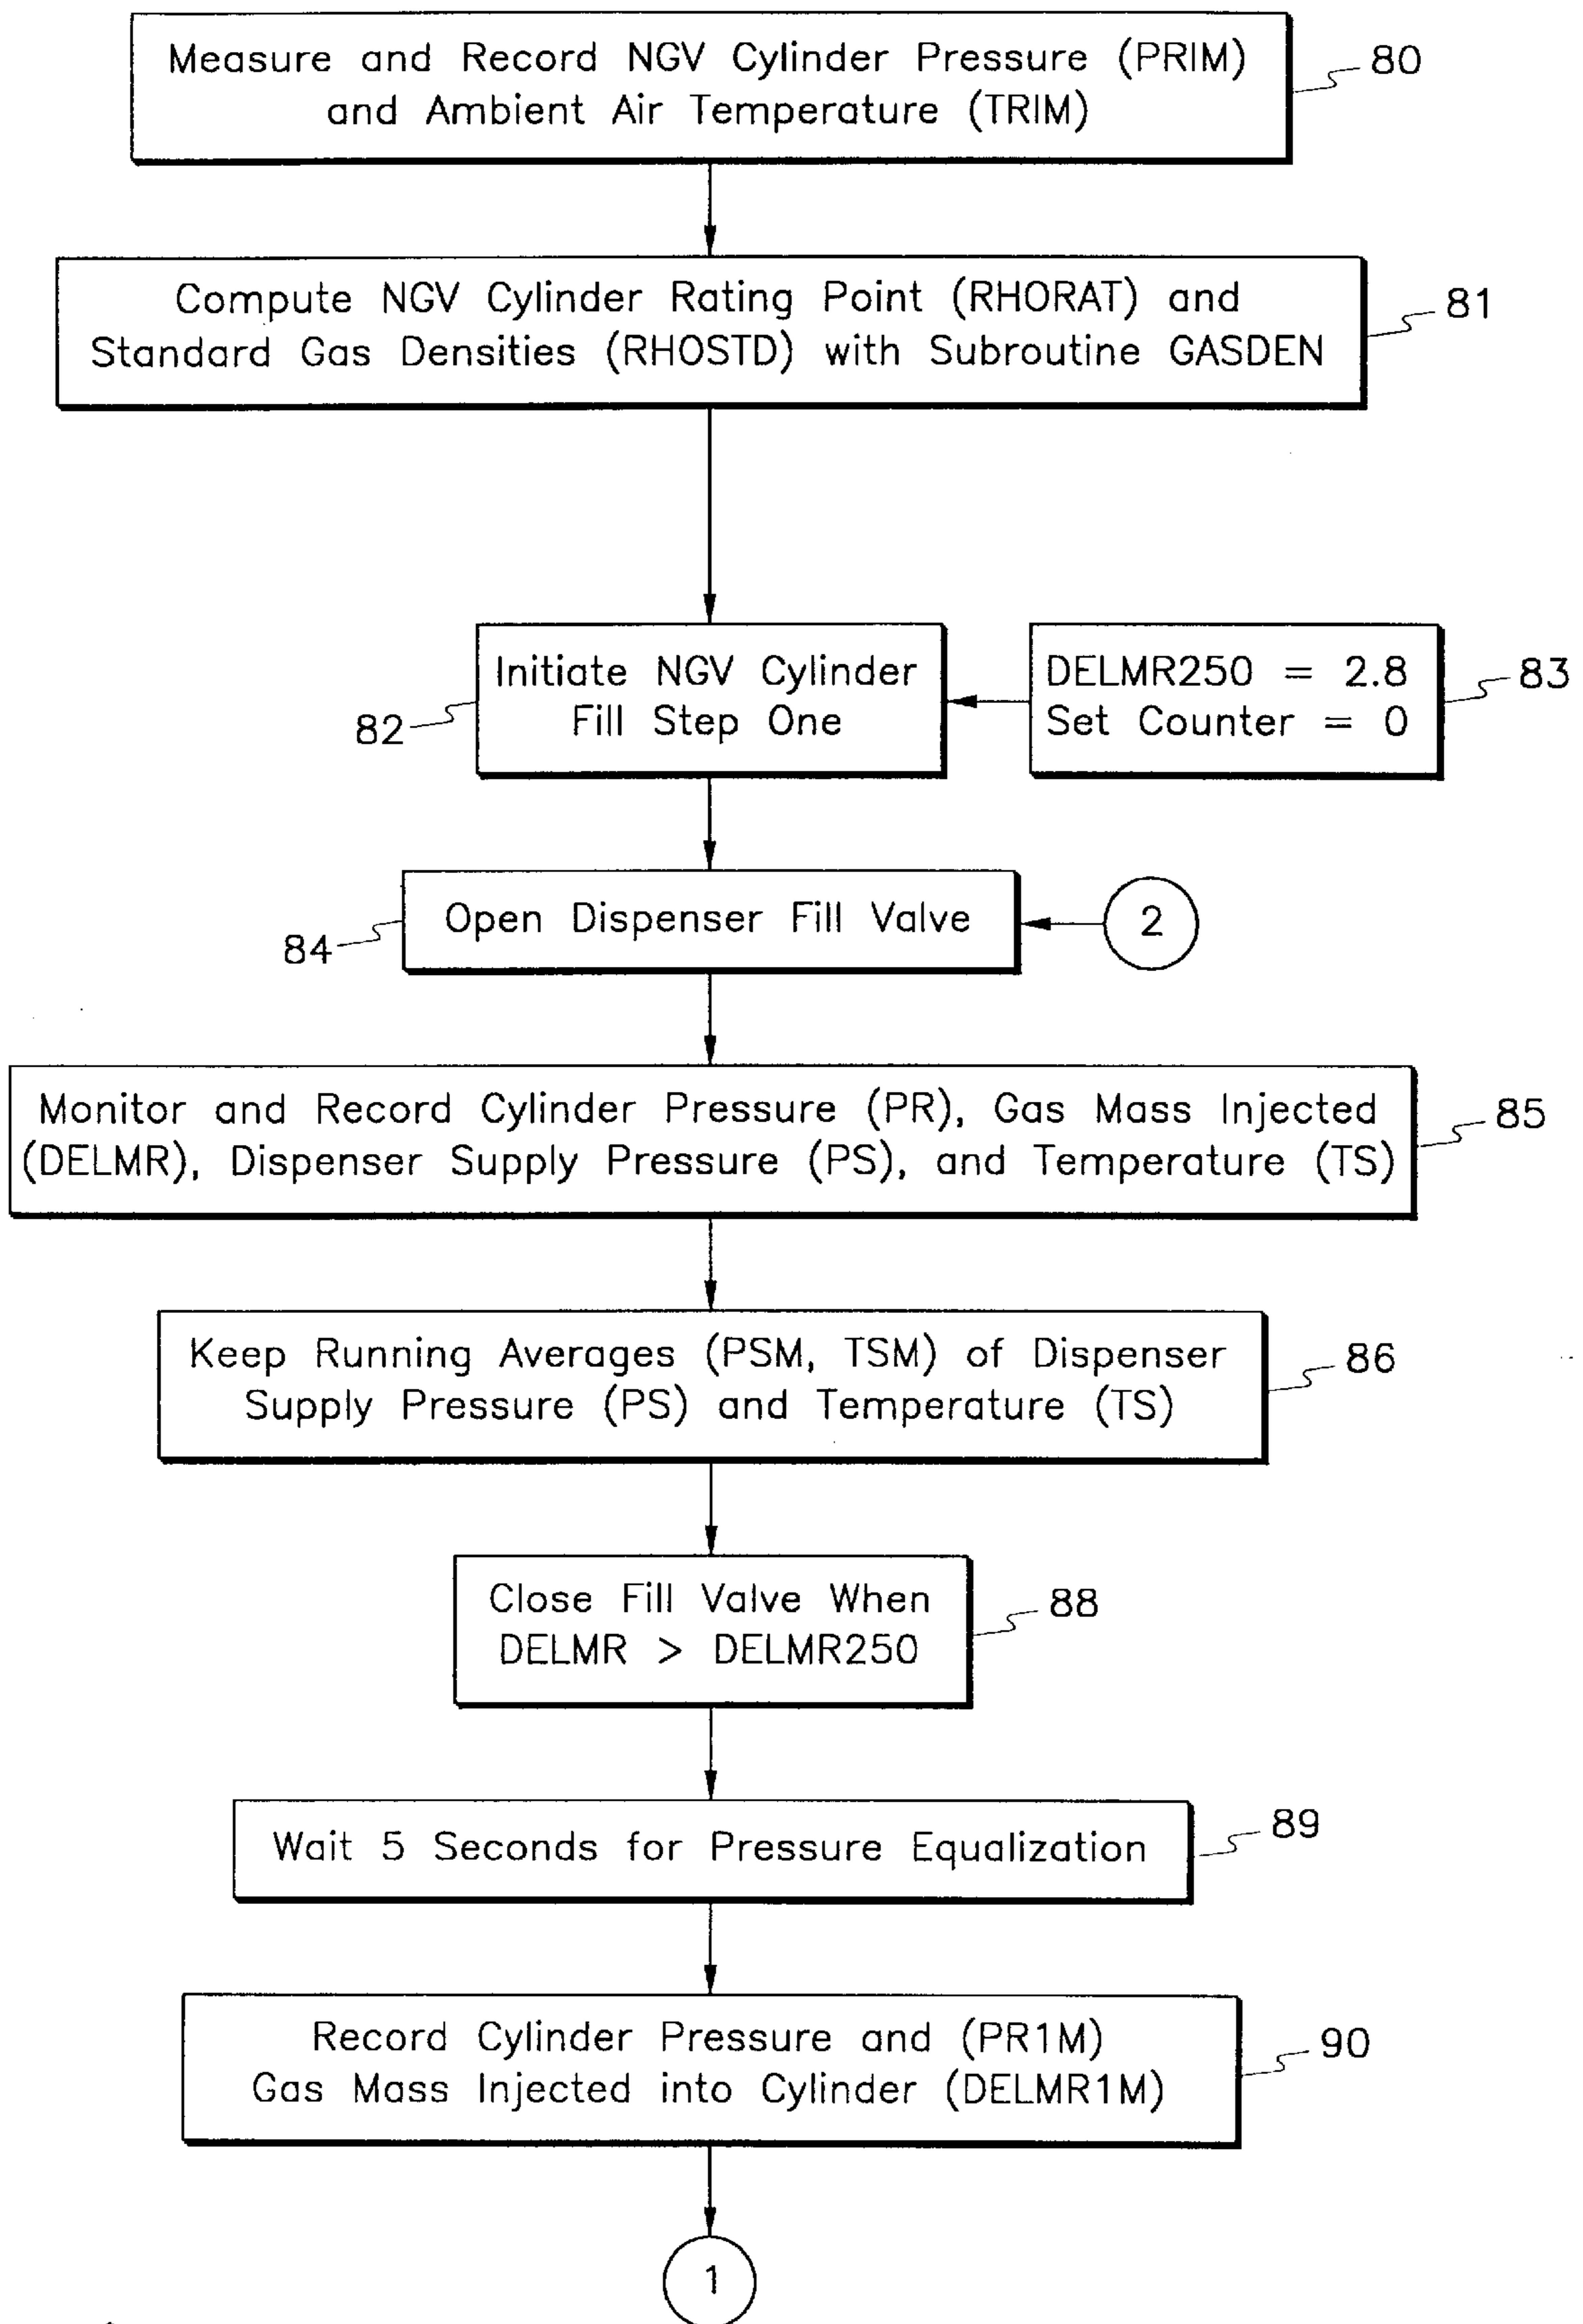 Measure and Record NGV Cylinder Pressure (PRIM)
and Ambient Air Temperature (TRIM)
80
Compute NGV Cylinder Rating Point (RHORAT) and
Standard Gas Densities (RHOSTD) with Subroutine GASDEN
81
Initiate NGV Cylinder
Fill Step One
82
DELMR250 = 2.8
Set Counter = 0
83
Open Dispenser Fill Valve
84
2
Monitor and Record Cylinder Pressure (PR), Gas Mass Injected
(DELMR), Dispenser Supply Pressure (PS), and Temperature (TS)
85
Keep Running Averages (PSM, TSM) of Dispenser
Supply Pressure (PS) and Temperature (TS)
86
Close Fill Valve When
DELMR > DELMR250
88
Wait 5 Seconds for Pressure Equalization
89
Record Cylinder Pressure and (PR1M)
Gas Mass Injected into Cylinder (DELMR1M)
90
1